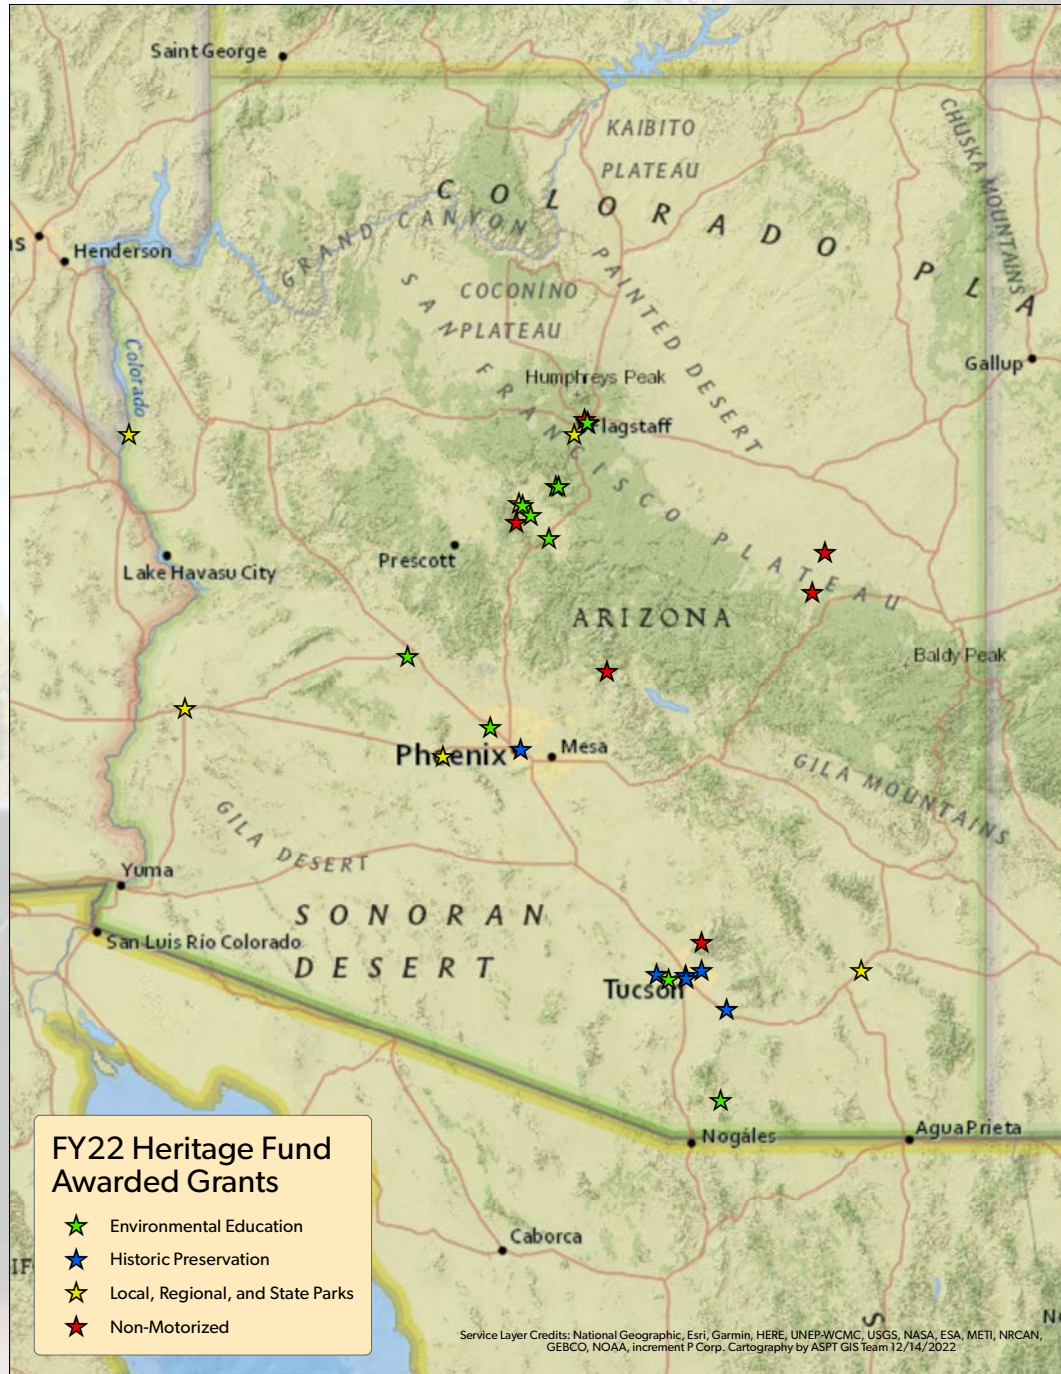 Saint George
KAIBITO
PLATEAU
CHUSKA MOUNTAINS
COLORADO PLA
GRAND CANYON
Henderson
PAINTED DESERT
COCONINO
PLATEAU
SAN FRANCISCO PLATEAU
Colorado
Gallup
Humphreys Peak
Flagstaff
Prescott
Lake Havasu City
ARIZONA
Baldy Peak
Phoenix
Mesa
GILA MOUNTAINS
GILA DESERT
Yuma
SONORAN
DESERT
San Luis Río Colorado
Tucson
Nogáles
Agua Prieta
Caborca
FY22 Heritage Fund
Awarded Grants
Environmental Education
Historic Preservation
Local, Regional, and State Parks
Non-Motorized
Service Layer Credits: National Geographic, Esri, Garmin, HERE, UNEP-WCMC, USGS, NASA, ESA, METI, NRCAN,
GEBCO, NOAA, increment P Corp. Cartography by ASPT GIS Team 12/14/2022